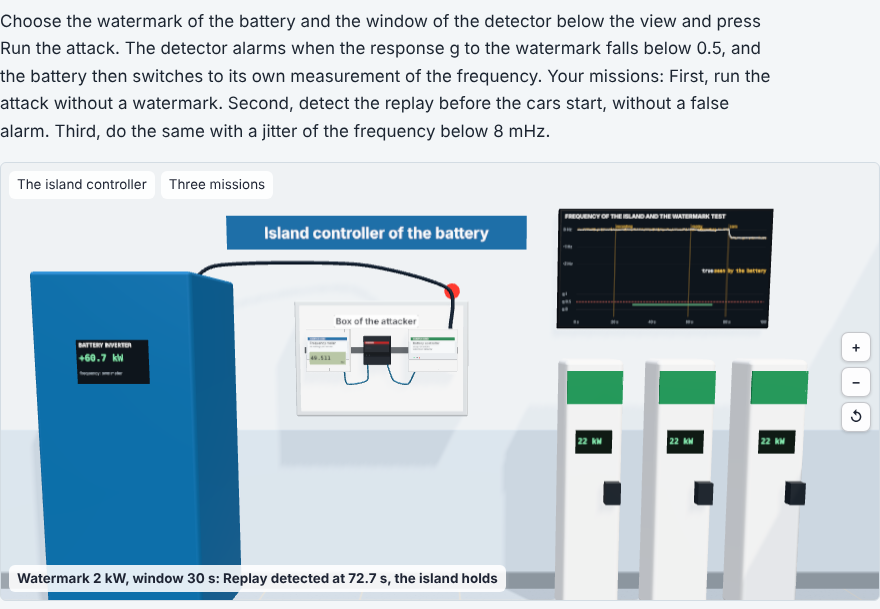 Choose the watermark of the battery and the window of the detector below the view and press
Run the attack. The detector alarms when the response g to the watermark falls below 0.5, and
the battery then switches to its own measurement of the frequency. Your missions: First, run the
attack without a watermark. Second, detect the replay before the cars start, without a false
alarm. Third, do the same with a jitter of the frequency below 8 mHz.
The island controller
Three missions
FREQUENCY OF THE ISLAND AND THE WATERMARK TEST
Island controller of the battery
true
seen by the battery
Box of the attacker
BATTERY INVERTER
+60.7 kW
22 kW
22 kW
22 kW
+
−
Watermark 2 kW, window 30 s: Replay detected at 72.7 s, the island holds